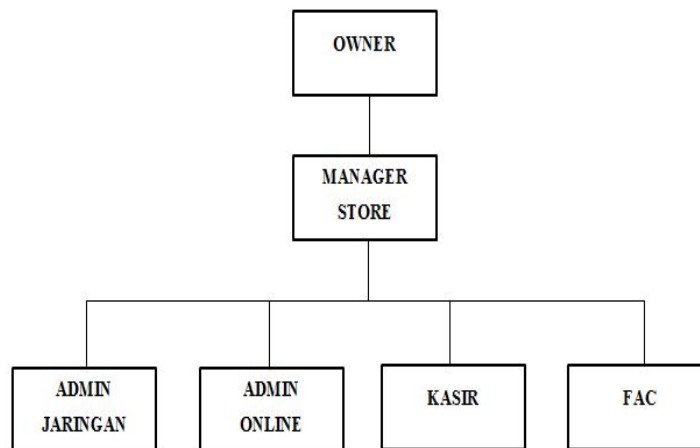 OWNER
MANAGER
STORE
ADMIN
JARINGAN
ADMIN
ONLINE
KASIR
FAC